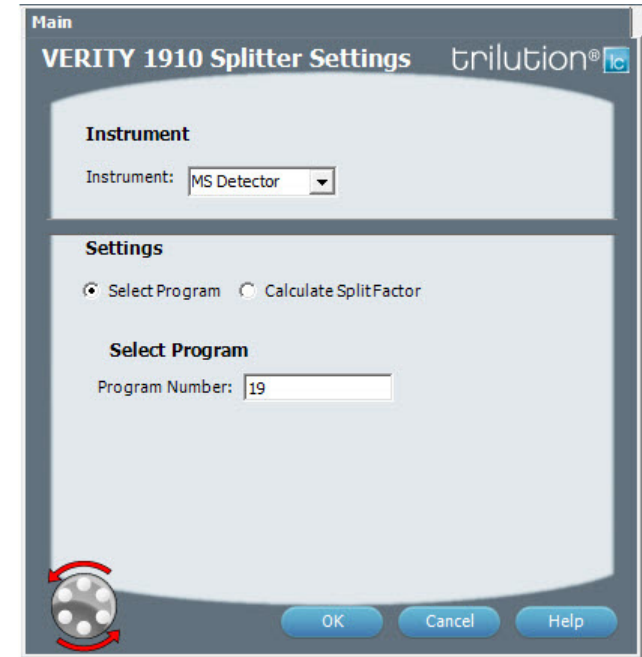 Main
VERITY 1910 Splitter Settings trilution® lc
Instrument
Instrument: MS Detector
Settings
Select Program Calculate Split Factor
Select Program
Program Number: 19
OK Cancel Help